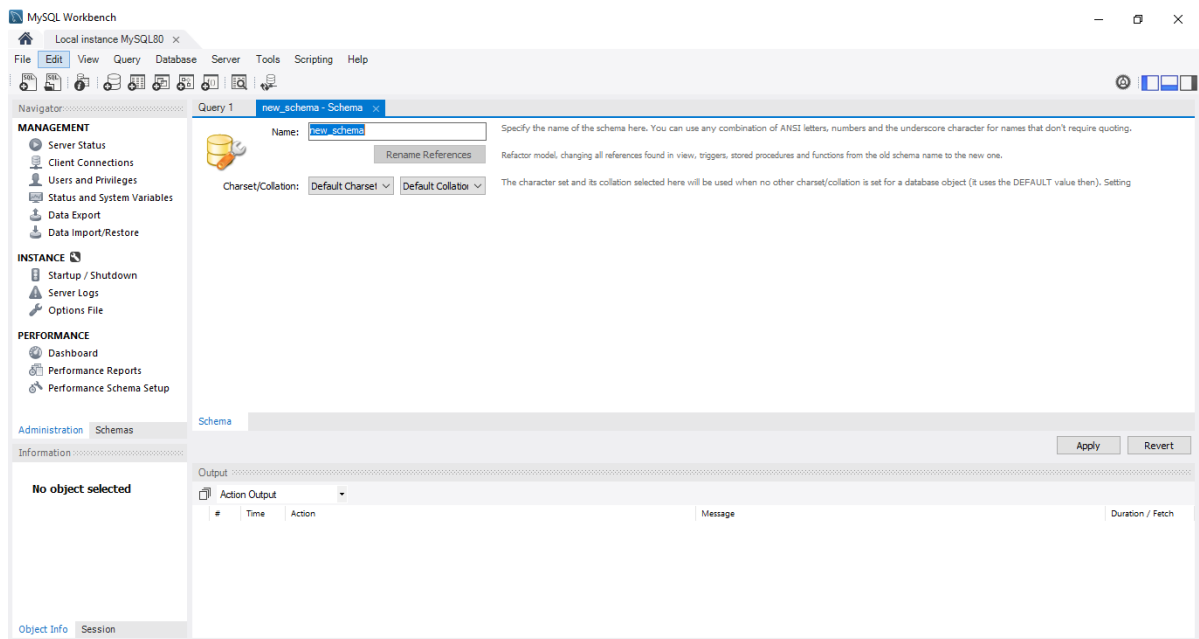 MySQL Workbench
Local instance MySQL80
File Edit View Query Database Server Tools Scripting Help
Navigator
MANAGEMENT
Server Status
Client Connections
Users and Privileges
Status and System Variables
Data Export
Data Import/Restore
INSTANCE
Startup / Shutdown
Server Logs
Options File
PERFORMANCE
Dashboard
Performance Reports
Performance Schema Setup
Administration Schemas
Information
No object selected
Object Info Session
Query 1 new_schema - Schema
Name: new_schema Specify the name of the schema here. You can use any combination of ANSI letters, numbers and the underscore character for names that don't require quoting.
Rename References Refactor model, changing all references found in view, triggers, stored procedures and functions from the old schema name to the new one.
Charset/Collation: Default Charset Default Collation The character set and its collation selected here will be used when no other charset/collation is set for a database object (it uses the DEFAULT value then). Setting
Schema
Apply Revert
Output
Action Output
# Time Action Message Duration / Fetch